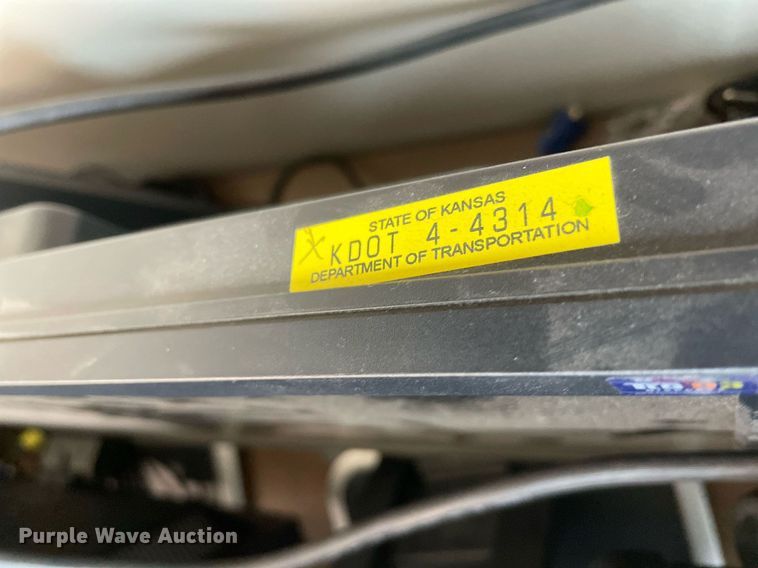 STATE OF KANSAS
KDOT 4-4314
DEPARTMENT OF TRANSPORTATION
Purple Wave Auction